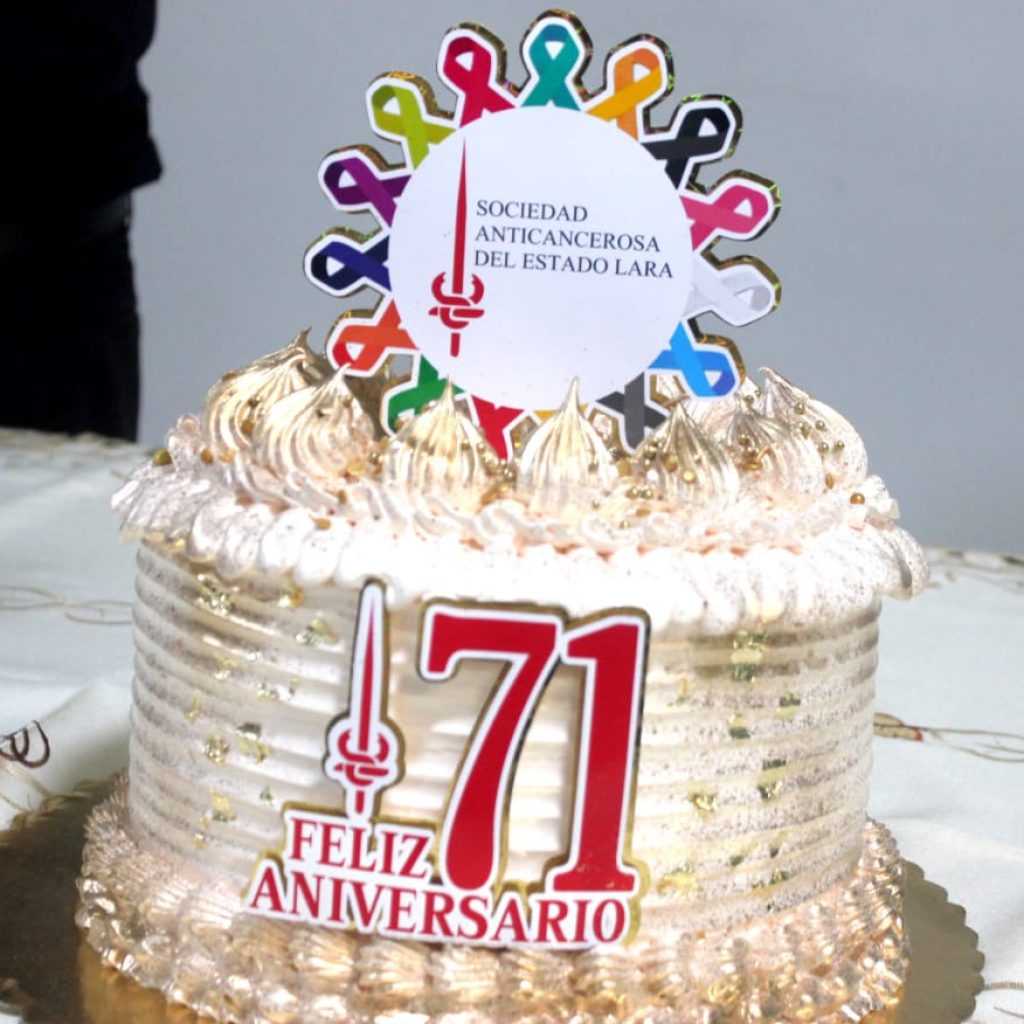 SOCIEDAD
ANTICANCEROSA
DEL ESTADO LARA
71
FELIZ
ANIVERSARIO